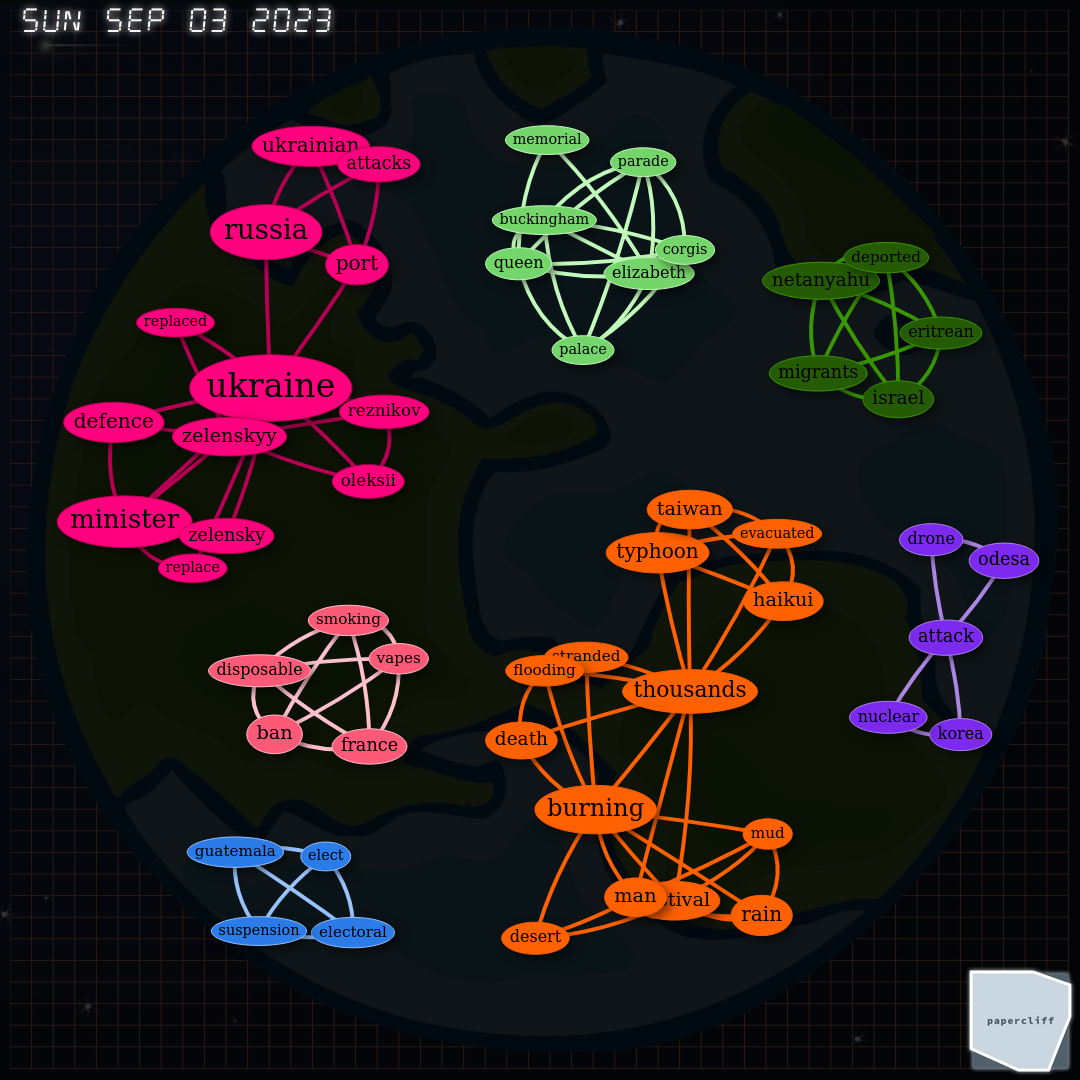 SUN SEP 03 2023
ukrainian
attacks
russia
port
replaced
ukraine
defence
zelenskyy
reznikov
oleksii
minister
zelensky
replace
memorial
parade
buckingham
queen
corgis
elizabeth
palace
deported
netanyahu
eritrean
migrants
israel
taiwan
evacuated
typhoon
haikui
stranded
flooding
thousands
death
burning
mud
man
tival
rain
desert
drone
odesa
attack
nuclear
korea
smoking
disposable
vapes
ban
france
guatemala
elect
suspension
electoral
papercliff